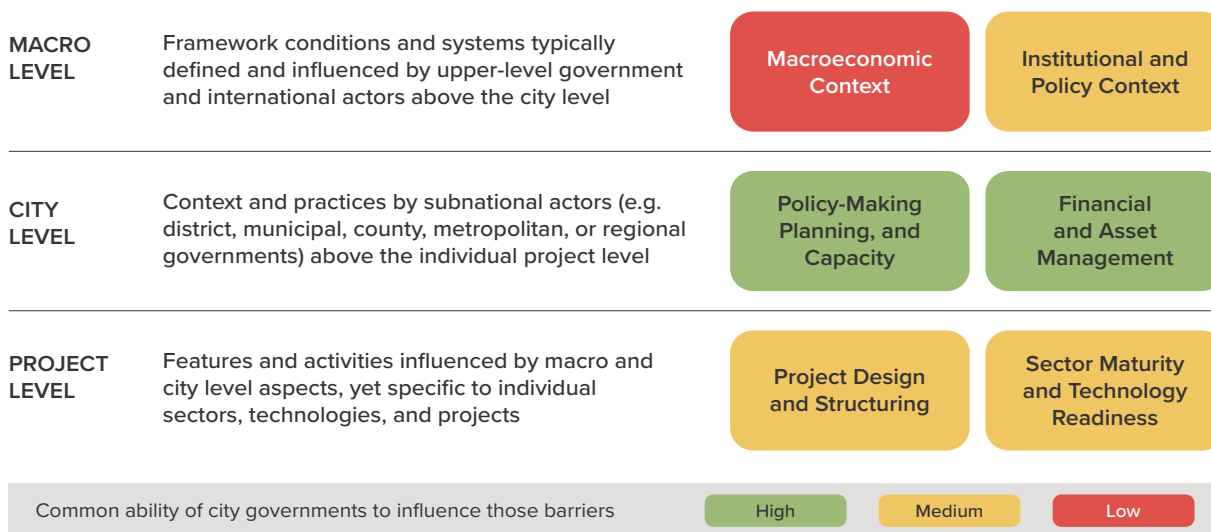 MACRO
LEVEL
Framework conditions and systems typically
defined and influenced by upper-level government
and international actors above the city level
Macroeconomic
Context
Institutional and
Policy Context
CITY
LEVEL
Context and practices by subnational actors (e.g.
district, municipal, county, metropolitan, or regional
governments) above the individual project level
Policy-Making
Planning, and
Capacity
Financial
and Asset
Management
PROJECT
LEVEL
Features and activities influenced by macro and
city level aspects, yet specific to individual
sectors, technologies, and projects
Project Design
and Structuring
Sector Maturity
and Technology
Readiness
Common ability of city governments to influence those barriers
High
Medium
Low